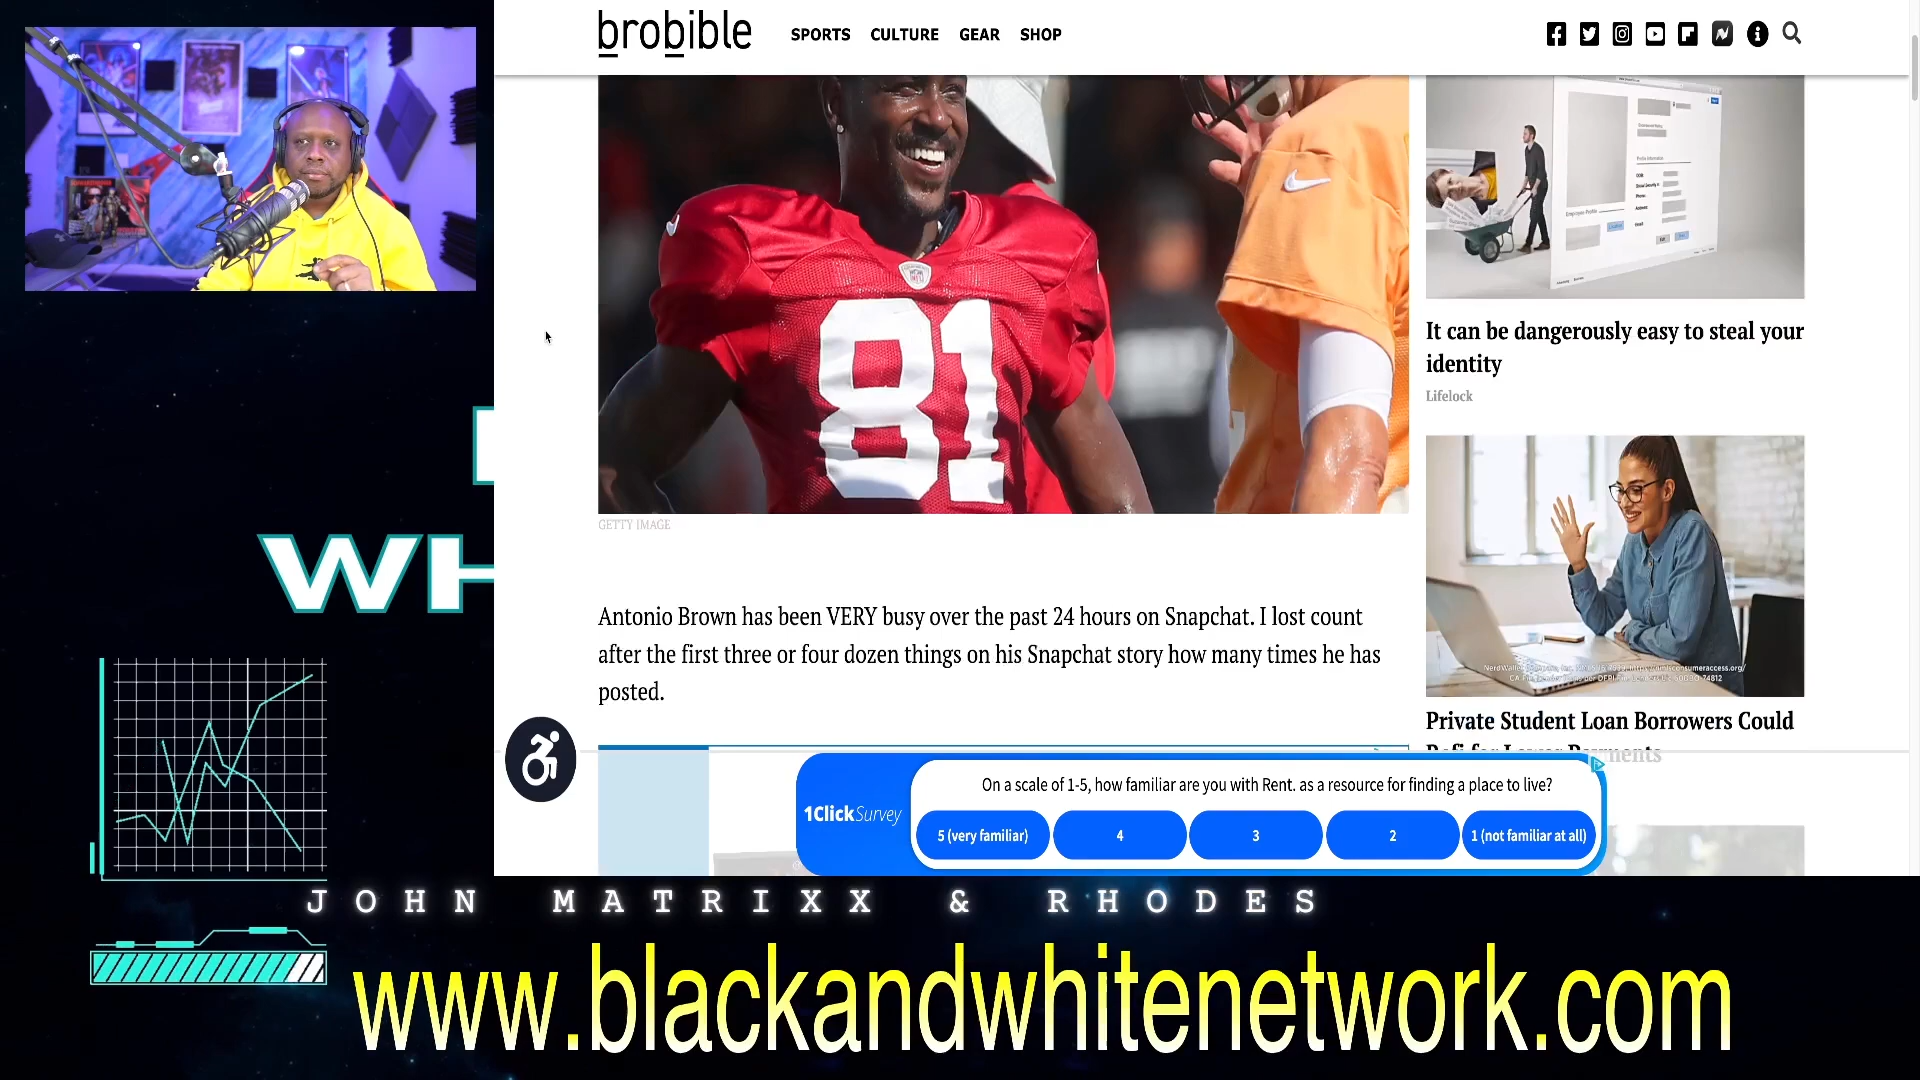 brobible
SPORTS CULTURE GEAR SHOP
81
GETTY IMAGE
Antonio Brown has been VERY busy over the past 24 hours on Snapchat. I lost count
after the first three or four dozen things on his Snapchat story how many times he has
posted.
It can be dangerously easy to steal your
identity
Lifelock
Private Student Loan Borrowers Could
Refi for Lower Payments
On a scale of 1-5, how familiar are you with Rent. as a resource for finding a place to live?
1ClickSurvey
5 (very familiar)
4
3
2
1 (not familiar at all)
WH
JOHN MATRIXX & RHODES
www.blackandwhitenetwork.com